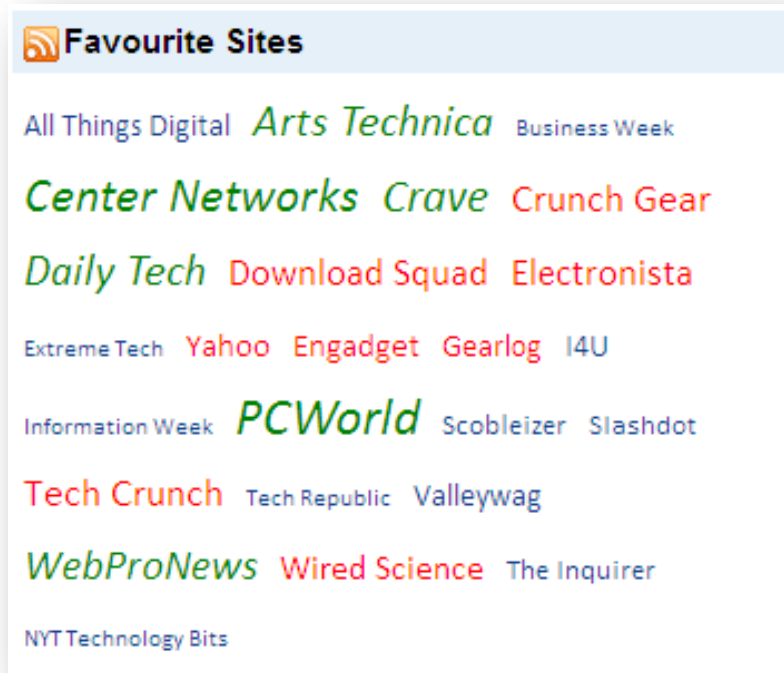 Favourite Sites
All Things Digital Arts Technica Business Week
Center Networks Crave Crunch Gear
Daily Tech Download Squad Electronista
Extreme Tech Yahoo Engadget Gearlog I4U
Information Week PCWorld Scobleizer Slashdot
Tech Crunch Tech Republic Valleywag
WebProNews Wired Science The Inquirer
NYT Technology Bits